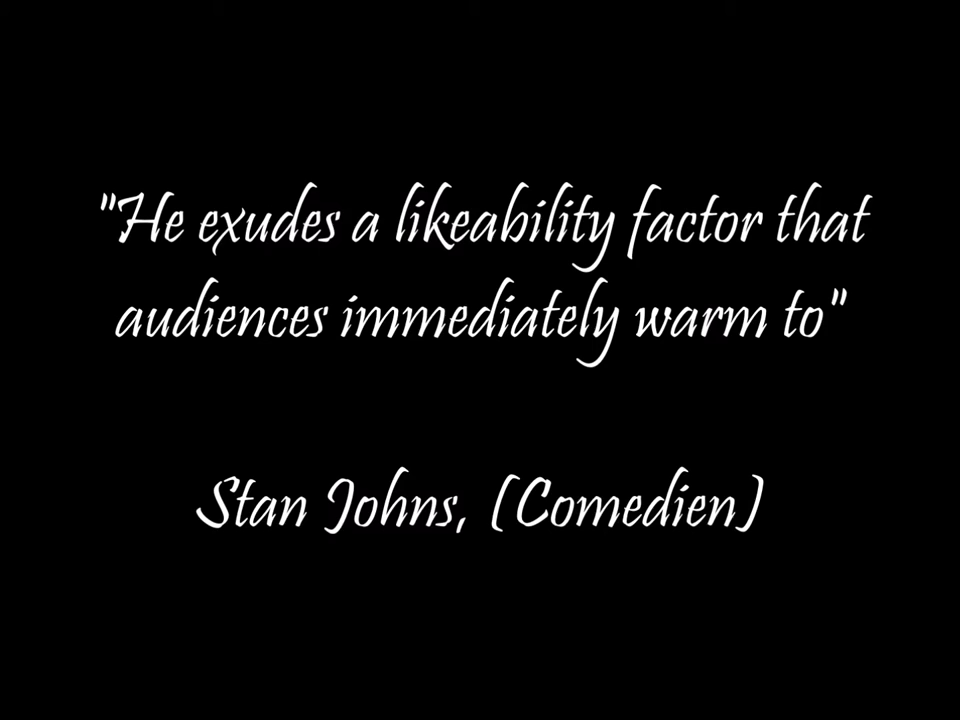 "He exudes a likeability factor that
audiences immediately warm to"
Stan Johns, (Comedien)